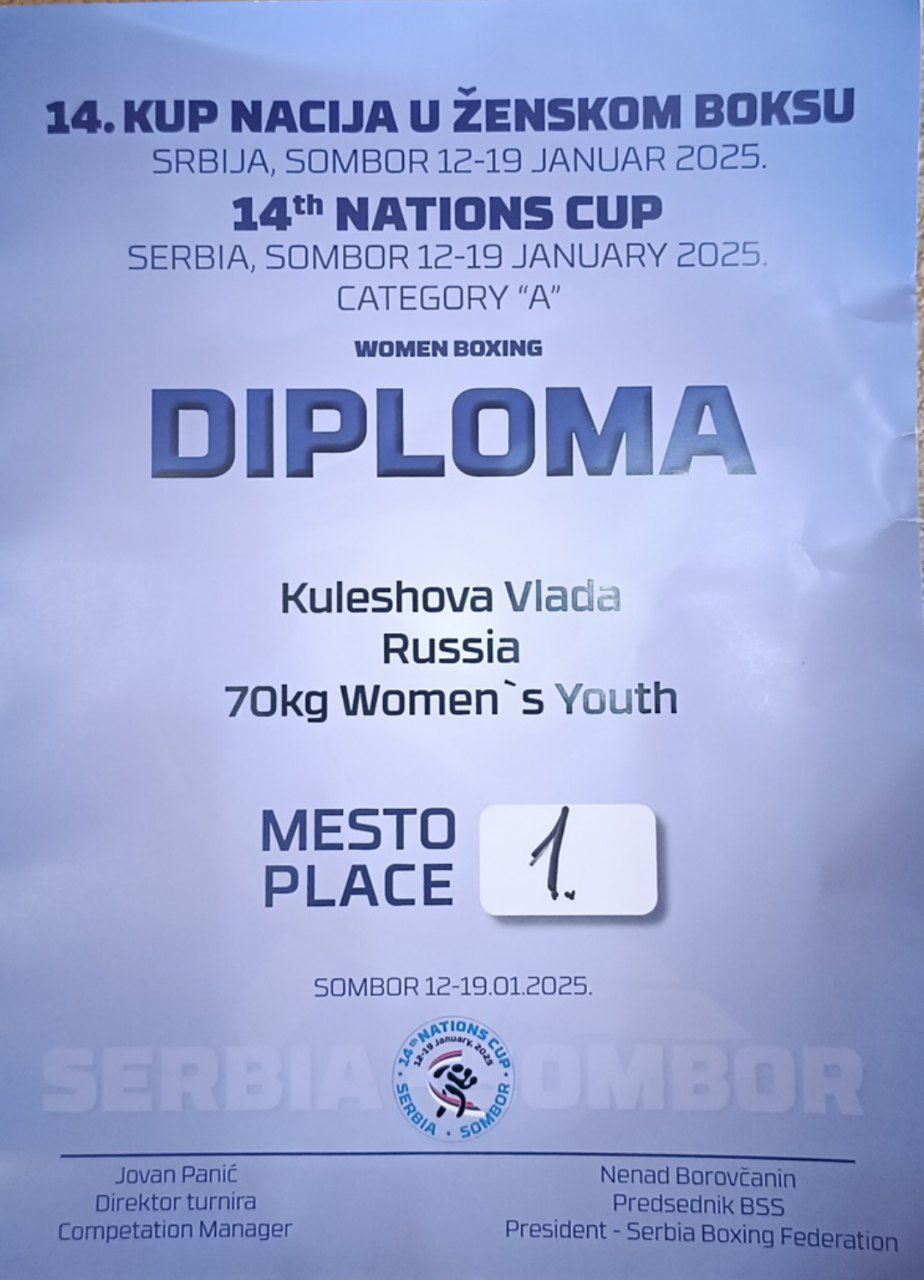 14. KUP NACIJA U ŽENSKOM BOKSU
SRBIJA, SOMBOR 12-19 JANUAR 2025.
14th NATIONS CUP
SERBIA, SOMBOR 12-19 JANUARY 2025.
CATEGORY “A”
WOMEN BOXING
DIPLOMA
Kuleshova Vlada
Russia
70kg Women`s Youth
MESTO
PLACE
1.
SOMBOR 12-19.01.2025.
SERBIA
OMBOR
14th NATIONS CUP
12-19 January, 2025
SERBIA · SOMBOR
Jovan Panić
Direktor turnira
Competation Manager
Nenad Borovčanin
Predsednik BSS
President - Serbia Boxing Federation